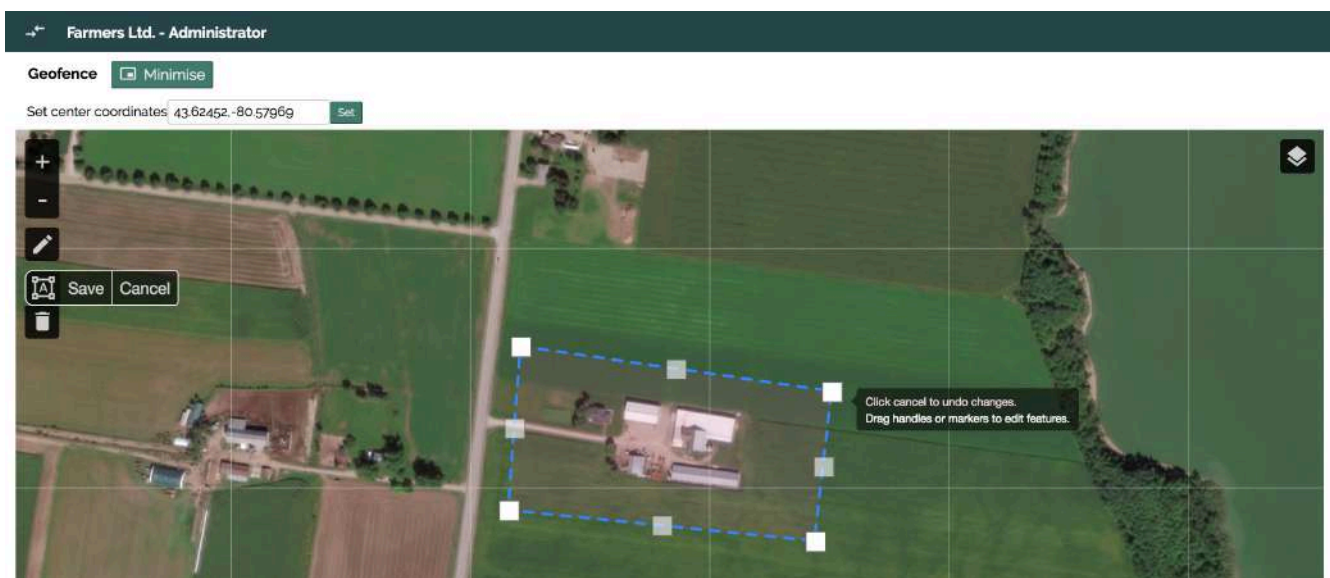 Farmers Ltd. - Administrator
Geofence
Minimise
Set center coordinates 43.62452,-80.57969 Set
+
-
A Save Cancel
Click cancel to undo changes.
Drag handles or markers to edit features.